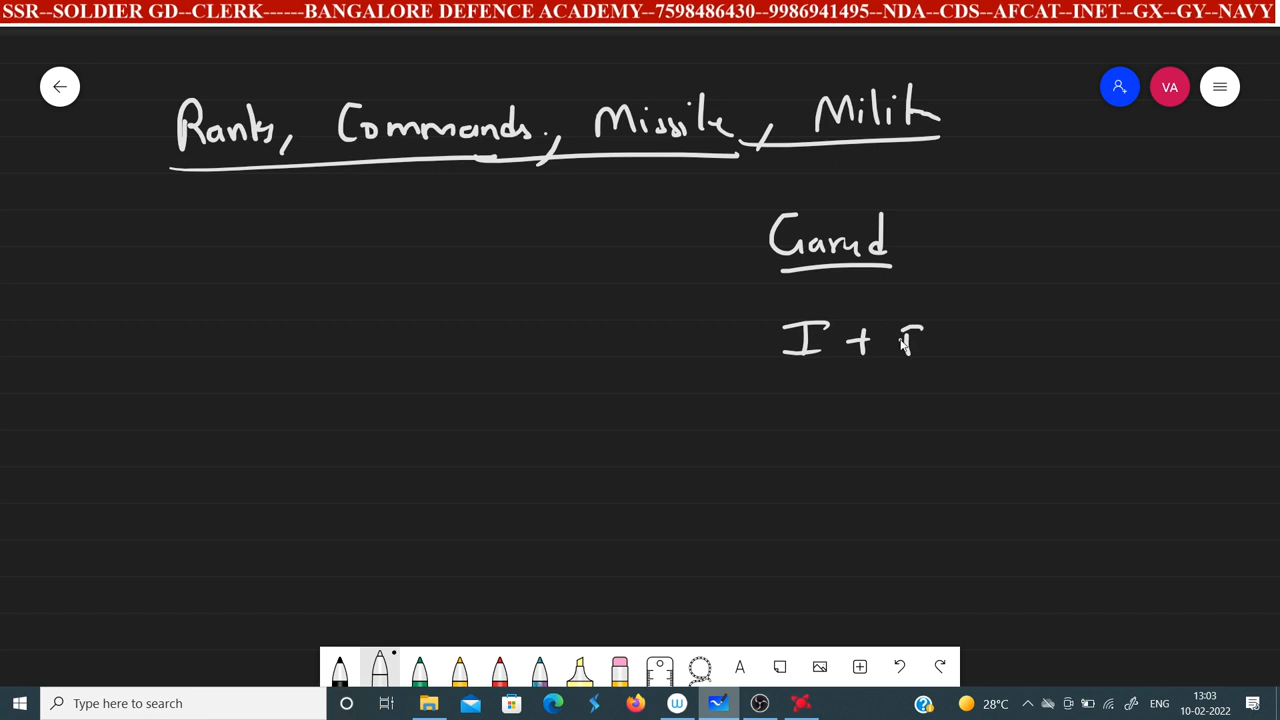 SSR--SOLDIER GD--CLERK------BANGALORE DEFENCE ACADEMY--7598486430--9986941495--NDA--CDS--AFCAT--INET--GX--GY--NAVY
VA
Ranks, Commands, Missile, Milit
Garud
I +
A
Type here to search
28°C
ENG
13:03
10-02-2022